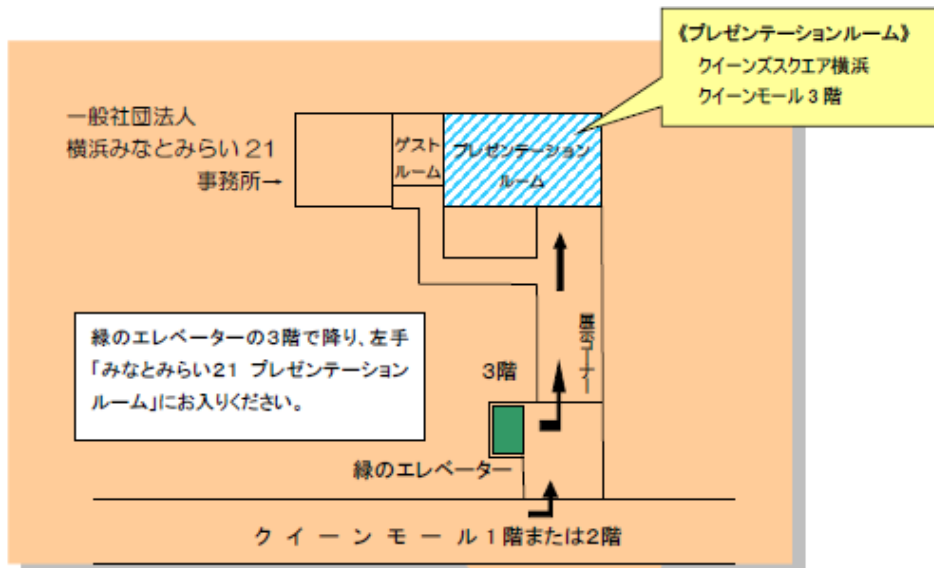 《プレゼンテーションルーム》
クイーンズスクエア横浜
クイーンモール3階
一般社団法人
横浜みなとみらい21
事務所→
ゲスト
ルーム
プレゼンテーション
ルーム
展示コーナー
緑のエレベーターの3階で降り、左手
「みなとみらい21 プレゼンテーション
ルーム」にお入りください。
3階
緑のエレベーター
クイーンモール1階または2階